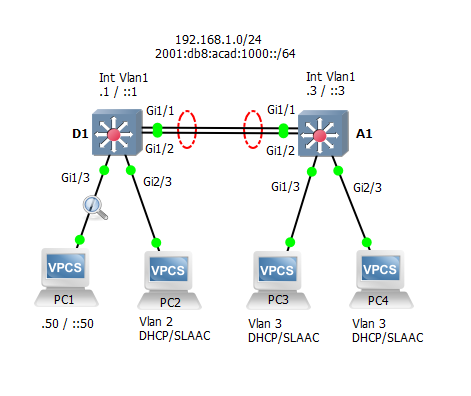 192.168.1.0/24
2001:db8:acad:1000::/64
Int Vlan1
.1 / ::1
Int Vlan1
.3 / ::3
Gi1/1
Gi1/1
D1
A1
Gi1/2
Gi1/2
Gi1/3
Gi2/3
Gi1/3
Gi2/3
VPCS
VPCS
VPCS
VPCS
PC1
PC2
PC3
PC4
.50 / ::50
Vlan 2
DHCP/SLAAC
Vlan 3
DHCP/SLAAC
Vlan 3
DHCP/SLAAC